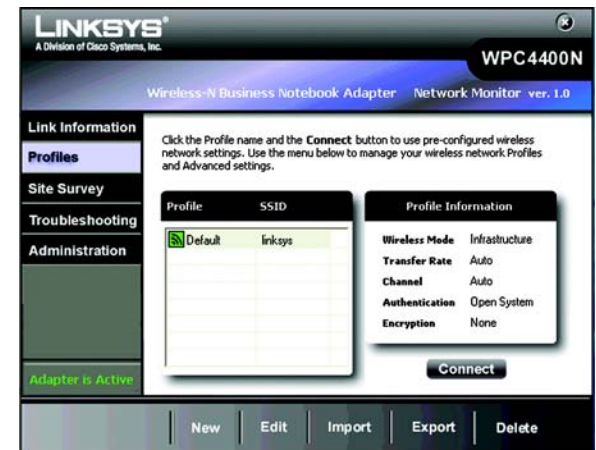 LINKSYS®
A Division of Cisco Systems, Inc.
WPC4400N
Wireless-N Business Notebook Adapter Network Monitor ver. 1.0
Link Information
Profiles
Site Survey
Troubleshooting
Administration
Adapter is Active
Click the Profile name and the Connect button to use pre-configured wireless
network settings. Use the menu below to manage your wireless network Profiles
and Advanced settings.
Profile SSID
Default linksys
Profile Information
Wireless Mode Infrastructure
Transfer Rate Auto
Channel Auto
Authentication Open System
Encryption None
Connect
New Edit Import Export Delete